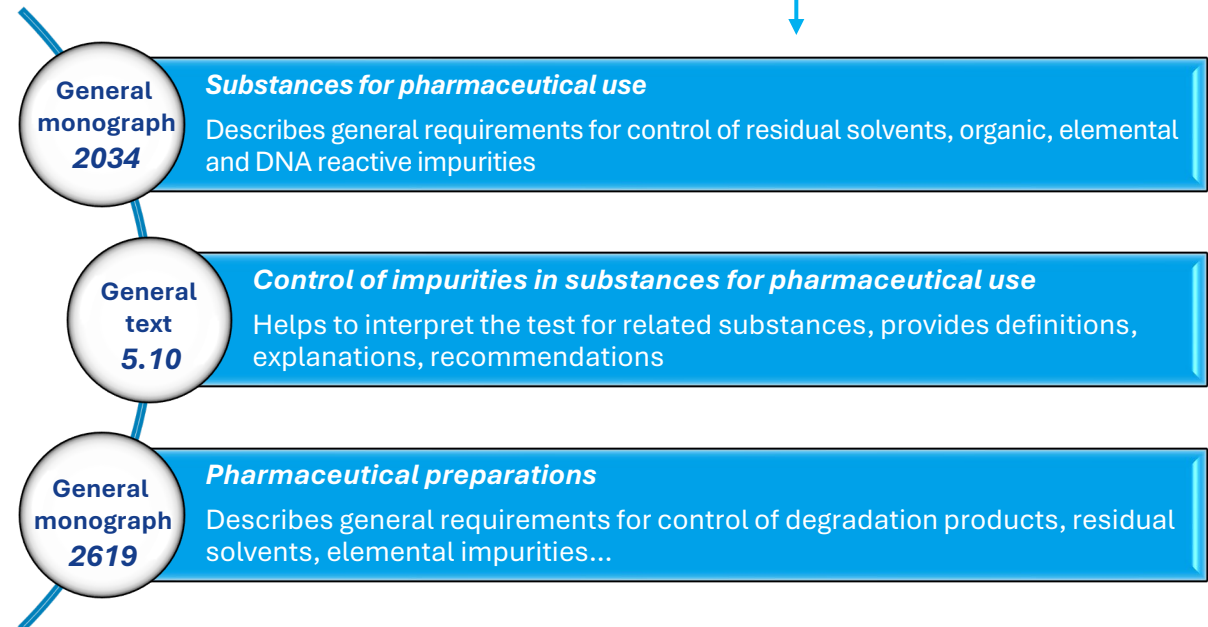 General
monograph
2034
Substances for pharmaceutical use
Describes general requirements for control of residual solvents, organic, elemental
and DNA reactive impurities
General
text
5.10
Control of impurities in substances for pharmaceutical use
Helps to interpret the test for related substances, provides definitions,
explanations, recommendations
General
monograph
2619
Pharmaceutical preparations
Describes general requirements for control of degradation products, residual
solvents, elemental impurities...